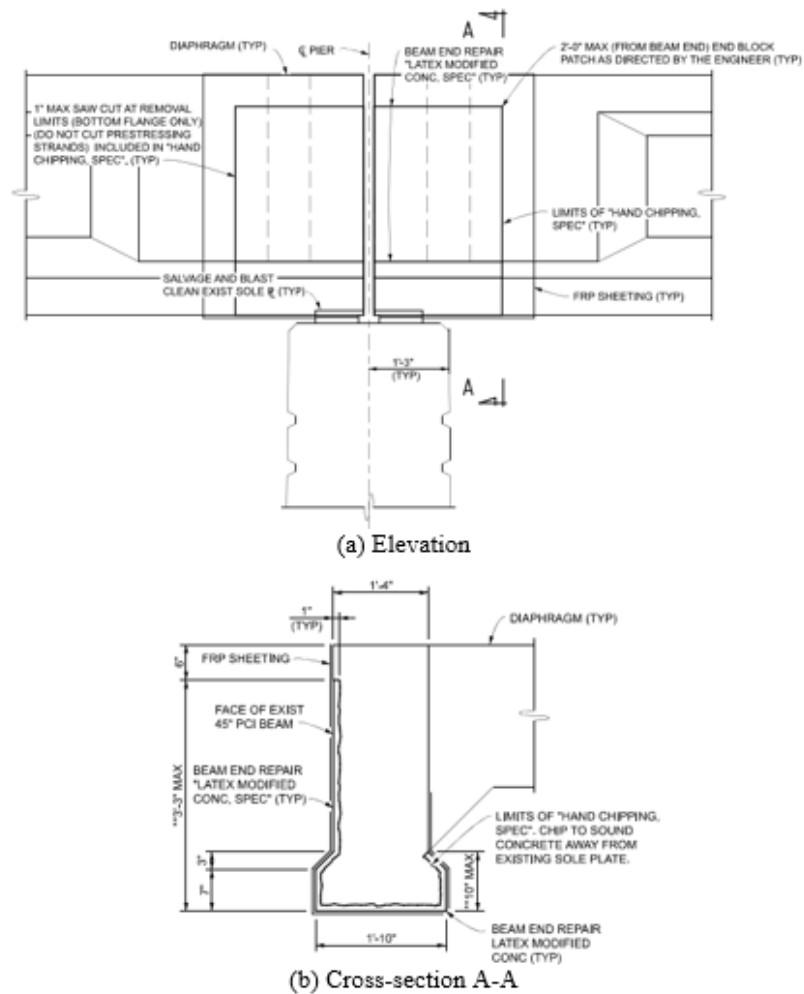 A
DIAPHRAGM (TYP)
℄ PIER
BEAM END REPAIR
"LATEX MODIFIED
CONC, SPEC" (TYP)
2'-0" MAX (FROM BEAM END) END BLOCK
PATCH AS DIRECTED BY THE ENGINEER (TYP)
1" MAX SAW CUT AT REMOVAL
LIMITS (BOTTOM FLANGE ONLY)
(DO NOT CUT PRESTRESSING
STRANDS) INCLUDED IN "HAND
CHIPPING, SPEC", (TYP)
LIMITS OF "HAND CHIPPING,
SPEC" (TYP)
SALVAGE AND BLAST
CLEAN EXIST SOLE ⅊ (TYP)
FRP SHEETING (TYP)
1'-3"
(TYP)
A
(a) Elevation
1'-4"
1"
(TYP)
DIAPHRAGM (TYP)
6"
FRP SHEETING
FACE OF EXIST
45" PCI BEAM
BEAM END REPAIR
"LATEX MODIFIED
CONC, SPEC" (TYP)
**3'-3" MAX
LIMITS OF "HAND CHIPPING,
SPEC". CHIP TO SOUND
CONCRETE AWAY FROM
EXISTING SOLE PLATE.
3"
7"
**10" MAX
1'-10"
BEAM END REPAIR
LATEX MODIFIED
CONC (TYP)
(b) Cross-section A-A